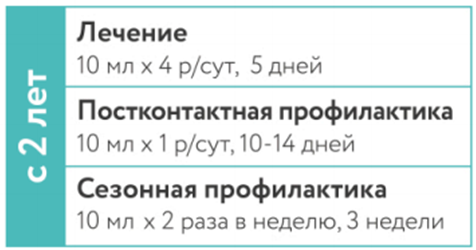 с 2 лет
Лечение
10 мл х 4 р/сут, 5 дней
Постконтактная профилактика
10 мл х 1 р/сут, 10-14 дней
Сезонная профилактика
10 мл х 2 раза в неделю, 3 недели